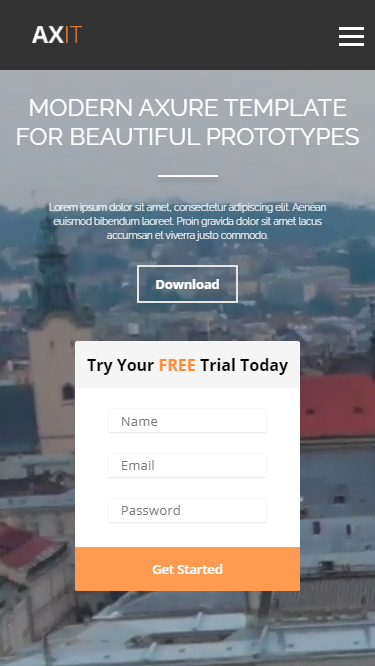 AXIT
MODERN AXURE TEMPLATE
FOR BEAUTIFUL PROTOTYPES
Lorem ipsum dolor sit amet, consectetur adipiscing elit. Aenean
euismod bibendum laoreet. Proin gravida dolor sit amet lacus
accumsan et viverra justo commodo.
Download
Try Your FREE Trial Today
Name
Email
Password
Get Started